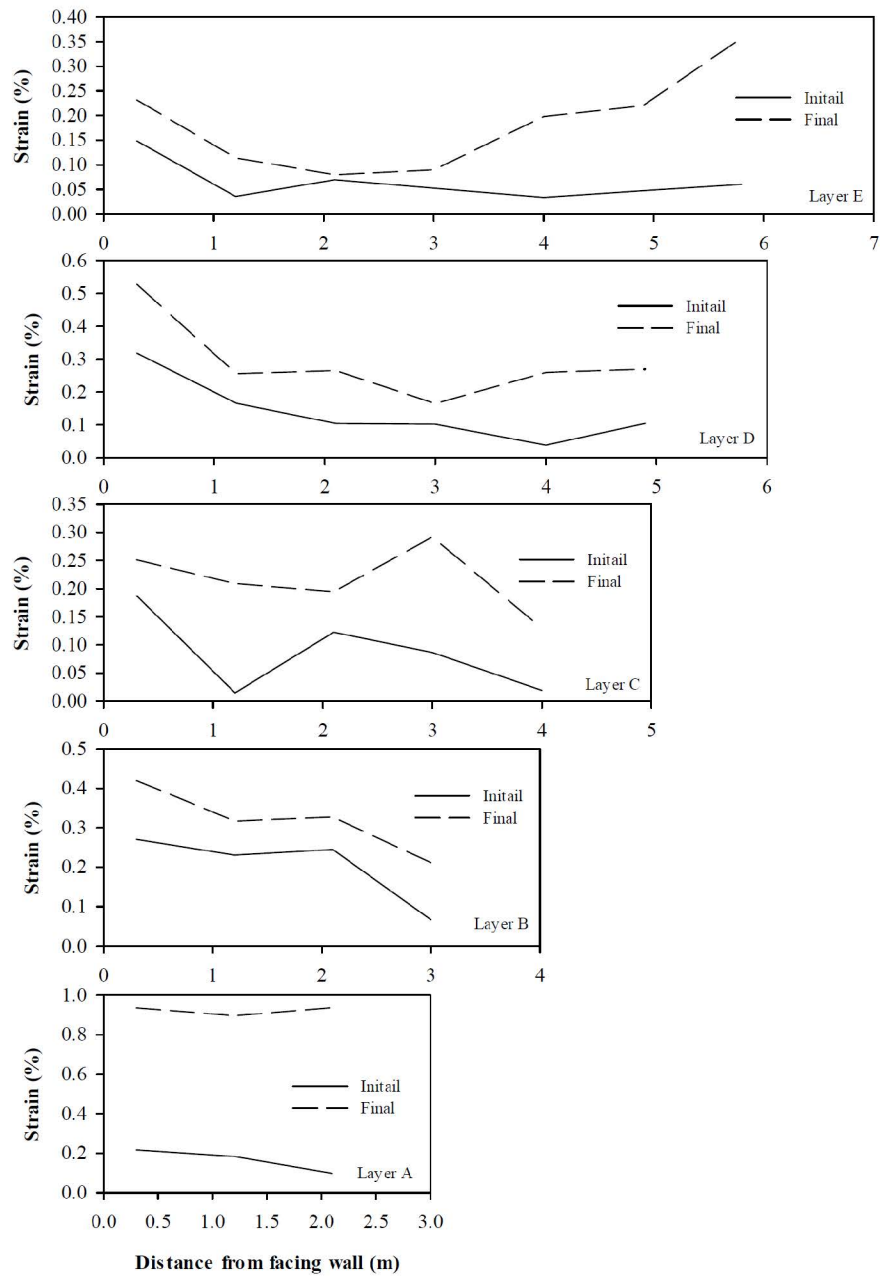 0.40
0.35
0.30
0.25
0.20
0.15
0.10
0.05
0.00
Strain (%)
Initail
Final
Layer E
0 1 2 3 4 5 6 7
0.6
0.5
0.4
0.3
0.2
0.1
0.0
Strain (%)
Initail
Final
Layer D
0 1 2 3 4 5 6
0.35
0.30
0.25
0.20
0.15
0.10
0.05
0.00
Strain (%)
Initail
Final
Layer C
0 1 2 3 4 5
0.5
0.4
0.3
0.2
0.1
0.0
Strain (%)
Initail
Final
Layer B
0 1 2 3 4
1.0
0.8
0.6
0.4
0.2
0.0
Strain (%)
Initail
Final
Layer A
0.0 0.5 1.0 1.5 2.0 2.5 3.0
Distance from facing wall (m)